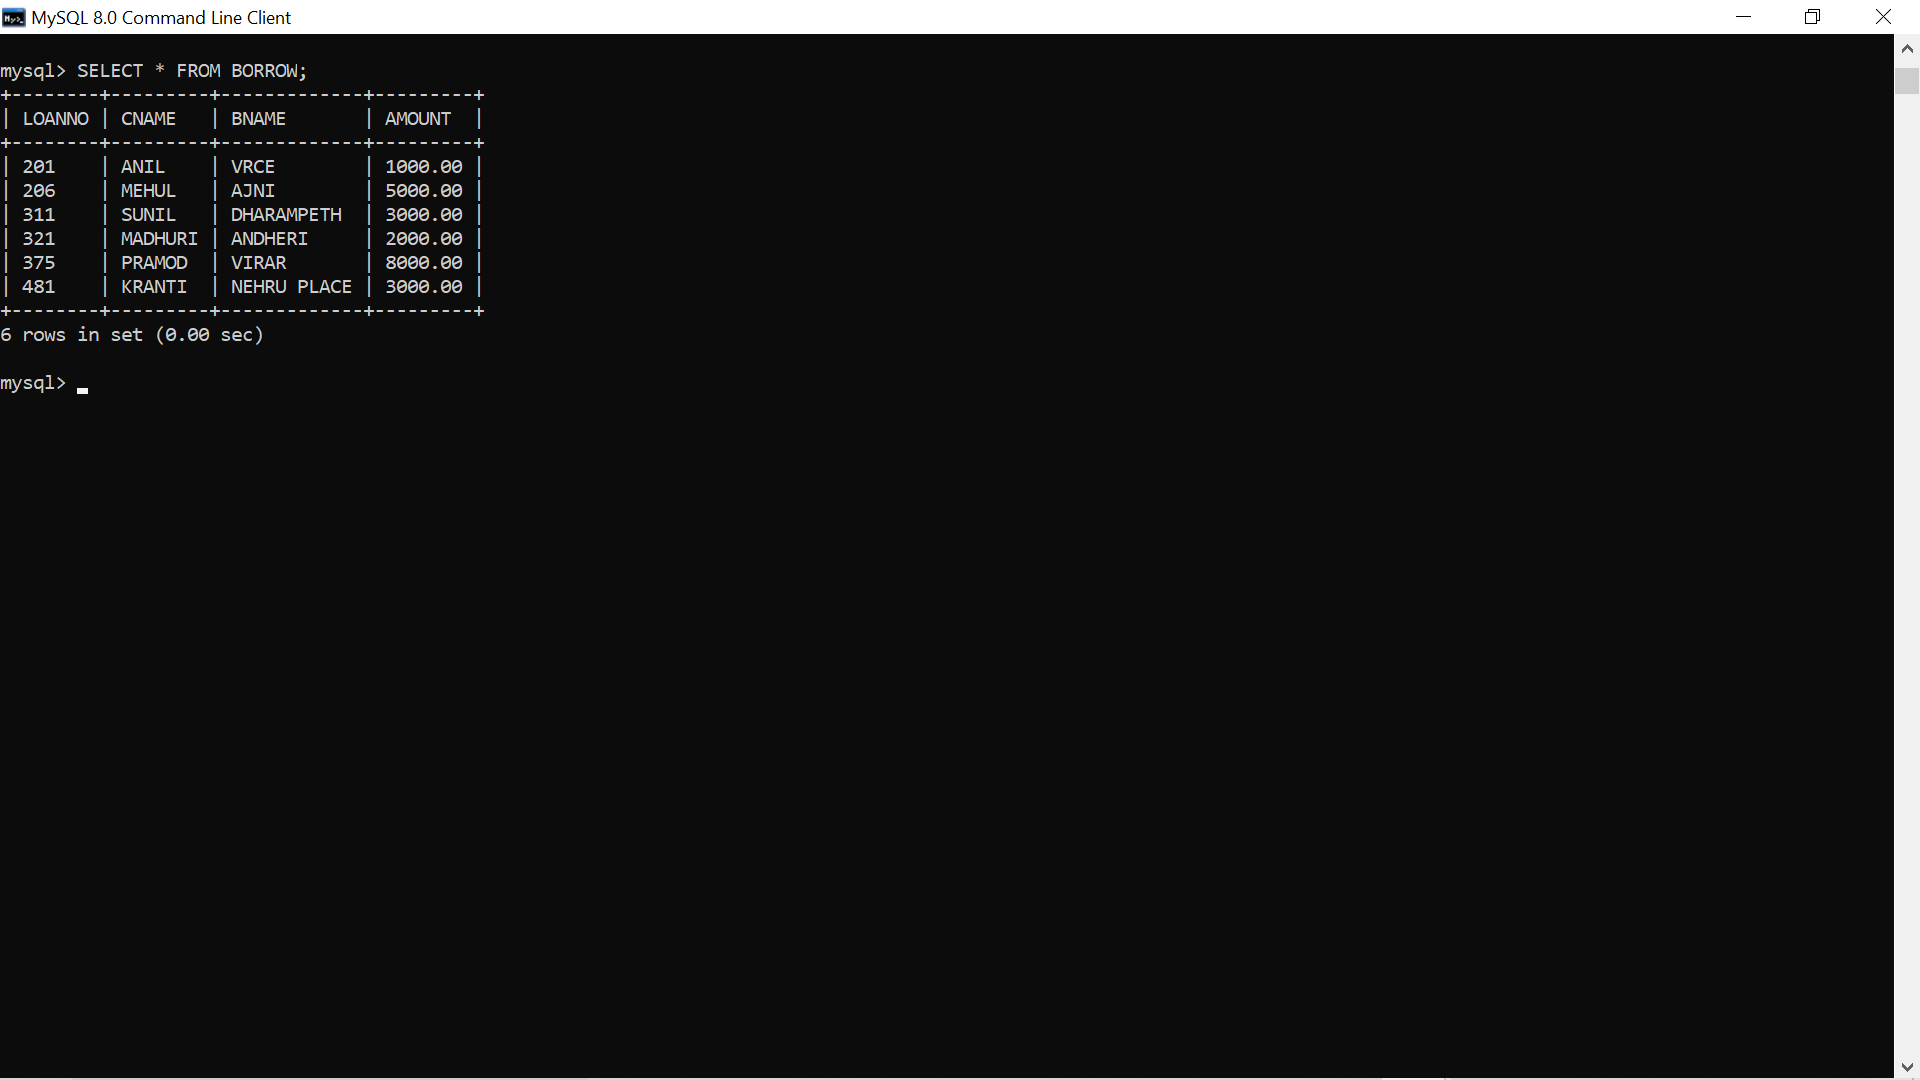 MySQL 8.0 Command Line Client
mysql> SELECT * FROM BORROW;
+--------+---------+-------------+---------+
| LOANNO | CNAME   | BNAME       | AMOUNT  |
+--------+---------+-------------+---------+
| 201    | ANIL    | VRCE        | 1000.00 |
| 206    | MEHUL   | AJNI        | 5000.00 |
| 311    | SUNIL   | DHARAMPETH  | 3000.00 |
| 321    | MADHURI | ANDHERI     | 2000.00 |
| 375    | PRAMOD  | VIRAR       | 8000.00 |
| 481    | KRANTI  | NEHRU PLACE | 3000.00 |
+--------+---------+-------------+---------+
6 rows in set (0.00 sec)
mysql>